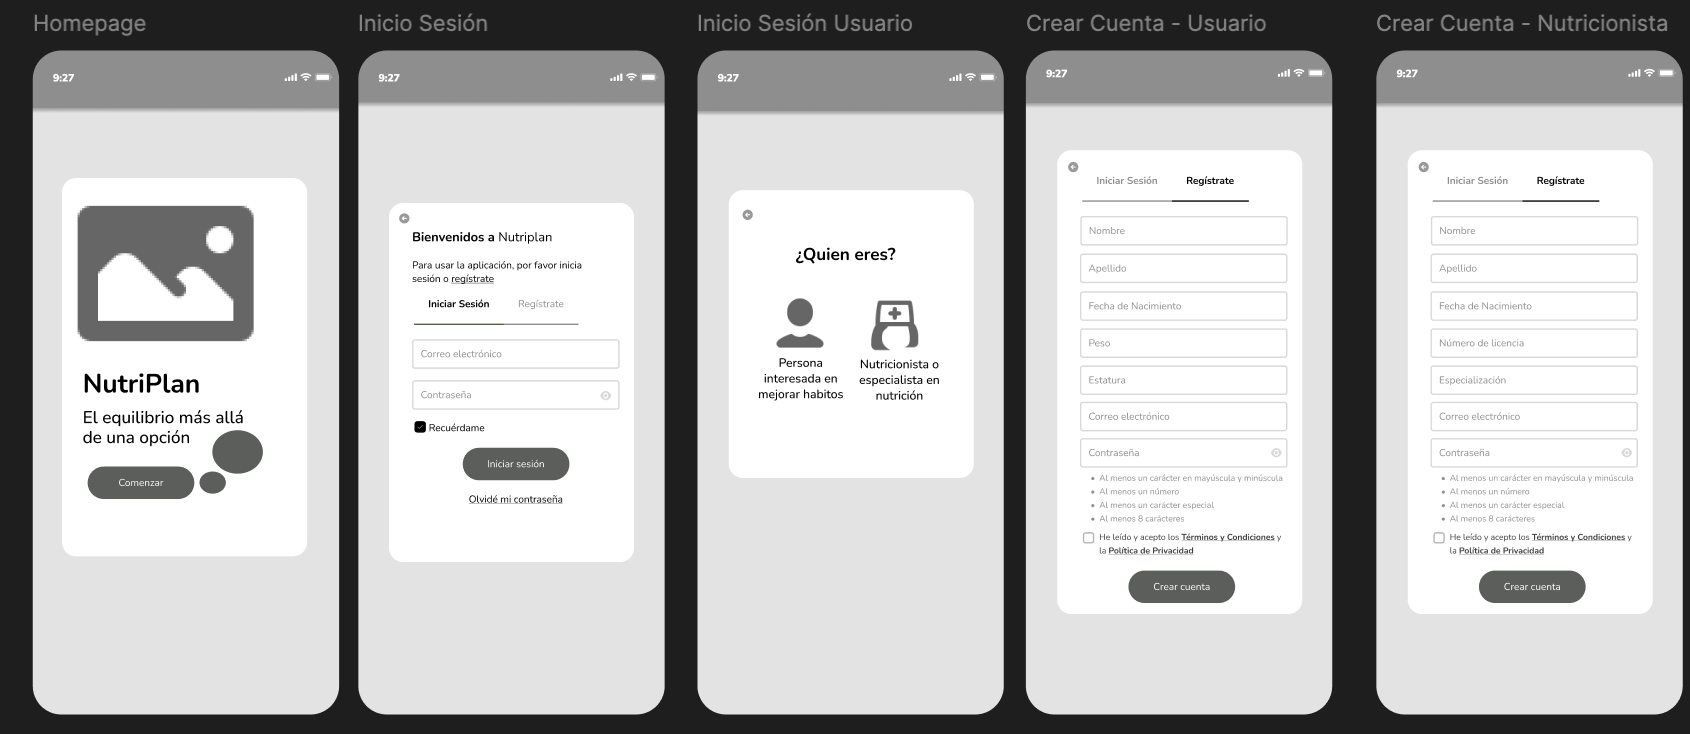 Homepage
9:27
NutriPlan
El equilibrio más allá
de una opción
Comenzar
Inicio Sesión
9:27
Bienvenidos a Nutriplan
Para usar la aplicación, por favor inicia
sesión o regístrate
Iniciar Sesión Regístrate
Correo electrónico
Contraseña
Recuérdame
Iniciar sesión
Olvidé mi contraseña
Inicio Sesión Usuario
9:27
¿Quien eres?
Persona
interesada en
mejorar habitos
Nutricionista o
especialista en
nutrición
Crear Cuenta - Usuario
9:27
Iniciar Sesión Regístrate
Nombre
Apellido
Fecha de Nacimiento
Peso
Estatura
Correo electrónico
Contraseña
• Al menos un carácter en mayúscula y minúscula
• Al menos un número
• Al menos un carácter especial
• Al menos 8 carácteres
He leído y acepto los Términos y Condiciones y
la Política de Privacidad
Crear cuenta
Crear Cuenta - Nutricionista
9:27
Iniciar Sesión Regístrate
Nombre
Apellido
Fecha de Nacimiento
Número de licencia
Especialización
Correo electrónico
Contraseña
• Al menos un carácter en mayúscula y minúscula
• Al menos un número
• Al menos un carácter especial
• Al menos 8 carácteres
He leído y acepto los Términos y Condiciones y
la Política de Privacidad
Crear cuenta